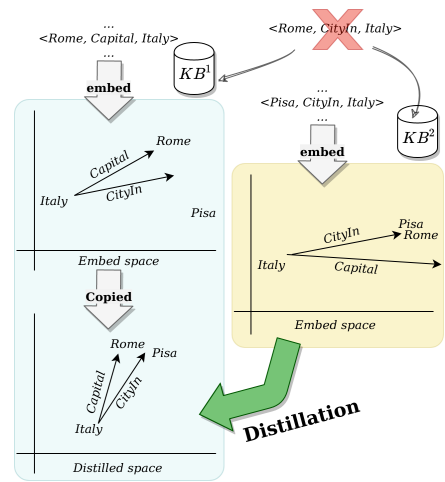 ...
<Rome, Capital, Italy>
...
KB1
embed
<Rome, CityIn, Italy>
...
<Pisa, CityIn, Italy>
...
KB2
embed
Rome
Capital
CityIn
Italy
Pisa
Embed space
Pisa
Rome
CityIn
Italy
Capital
Embed space
Copied
Rome
Pisa
Capital
CityIn
Italy
Distilled space
Distillation